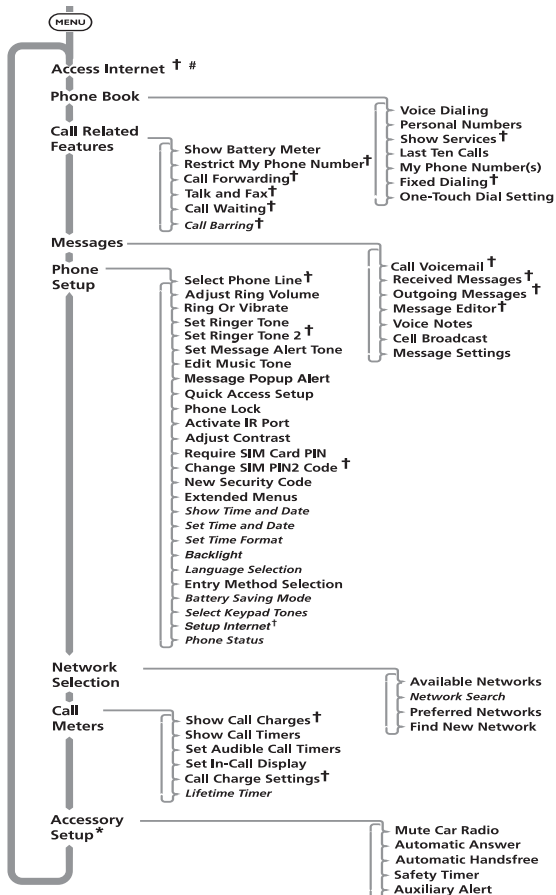 MENU
Access Internet † #
Phone Book
Voice Dialing
Personal Numbers
Show Services†
Last Ten Calls
My Phone Number(s)
Fixed Dialing†
One-Touch Dial Setting
Call Related
Features
Show Battery Meter
Restrict My Phone Number†
Call Forwarding†
Talk and Fax†
Call Waiting†
Call Barring†
Messages
Call Voicemail †
Received Messages †
Outgoing Messages †
Message Editor†
Voice Notes
Cell Broadcast
Message Settings
Phone
Setup
Select Phone Line†
Adjust Ring Volume
Ring Or Vibrate
Set Ringer Tone
Set Ringer Tone 2 †
Set Message Alert Tone
Edit Music Tone
Message Popup Alert
Quick Access Setup
Phone Lock
Activate IR Port
Adjust Contrast
Require SIM Card PIN
Change SIM PIN2 Code †
New Security Code
Extended Menus
Show Time and Date
Set Time and Date
Set Time Format
Backlight
Language Selection
Entry Method Selection
Battery Saving Mode
Select Keypad Tones
Setup Internet†
Phone Status
Network
Selection
Available Networks
Network Search
Preferred Networks
Find New Network
Call
Meters
Show Call Charges†
Show Call Timers
Set Audible Call Timers
Set In-Call Display
Call Charge Settings†
Lifetime Timer
Accessory
Setup*
Mute Car Radio
Automatic Answer
Automatic Handsfree
Safety Timer
Auxiliary Alert